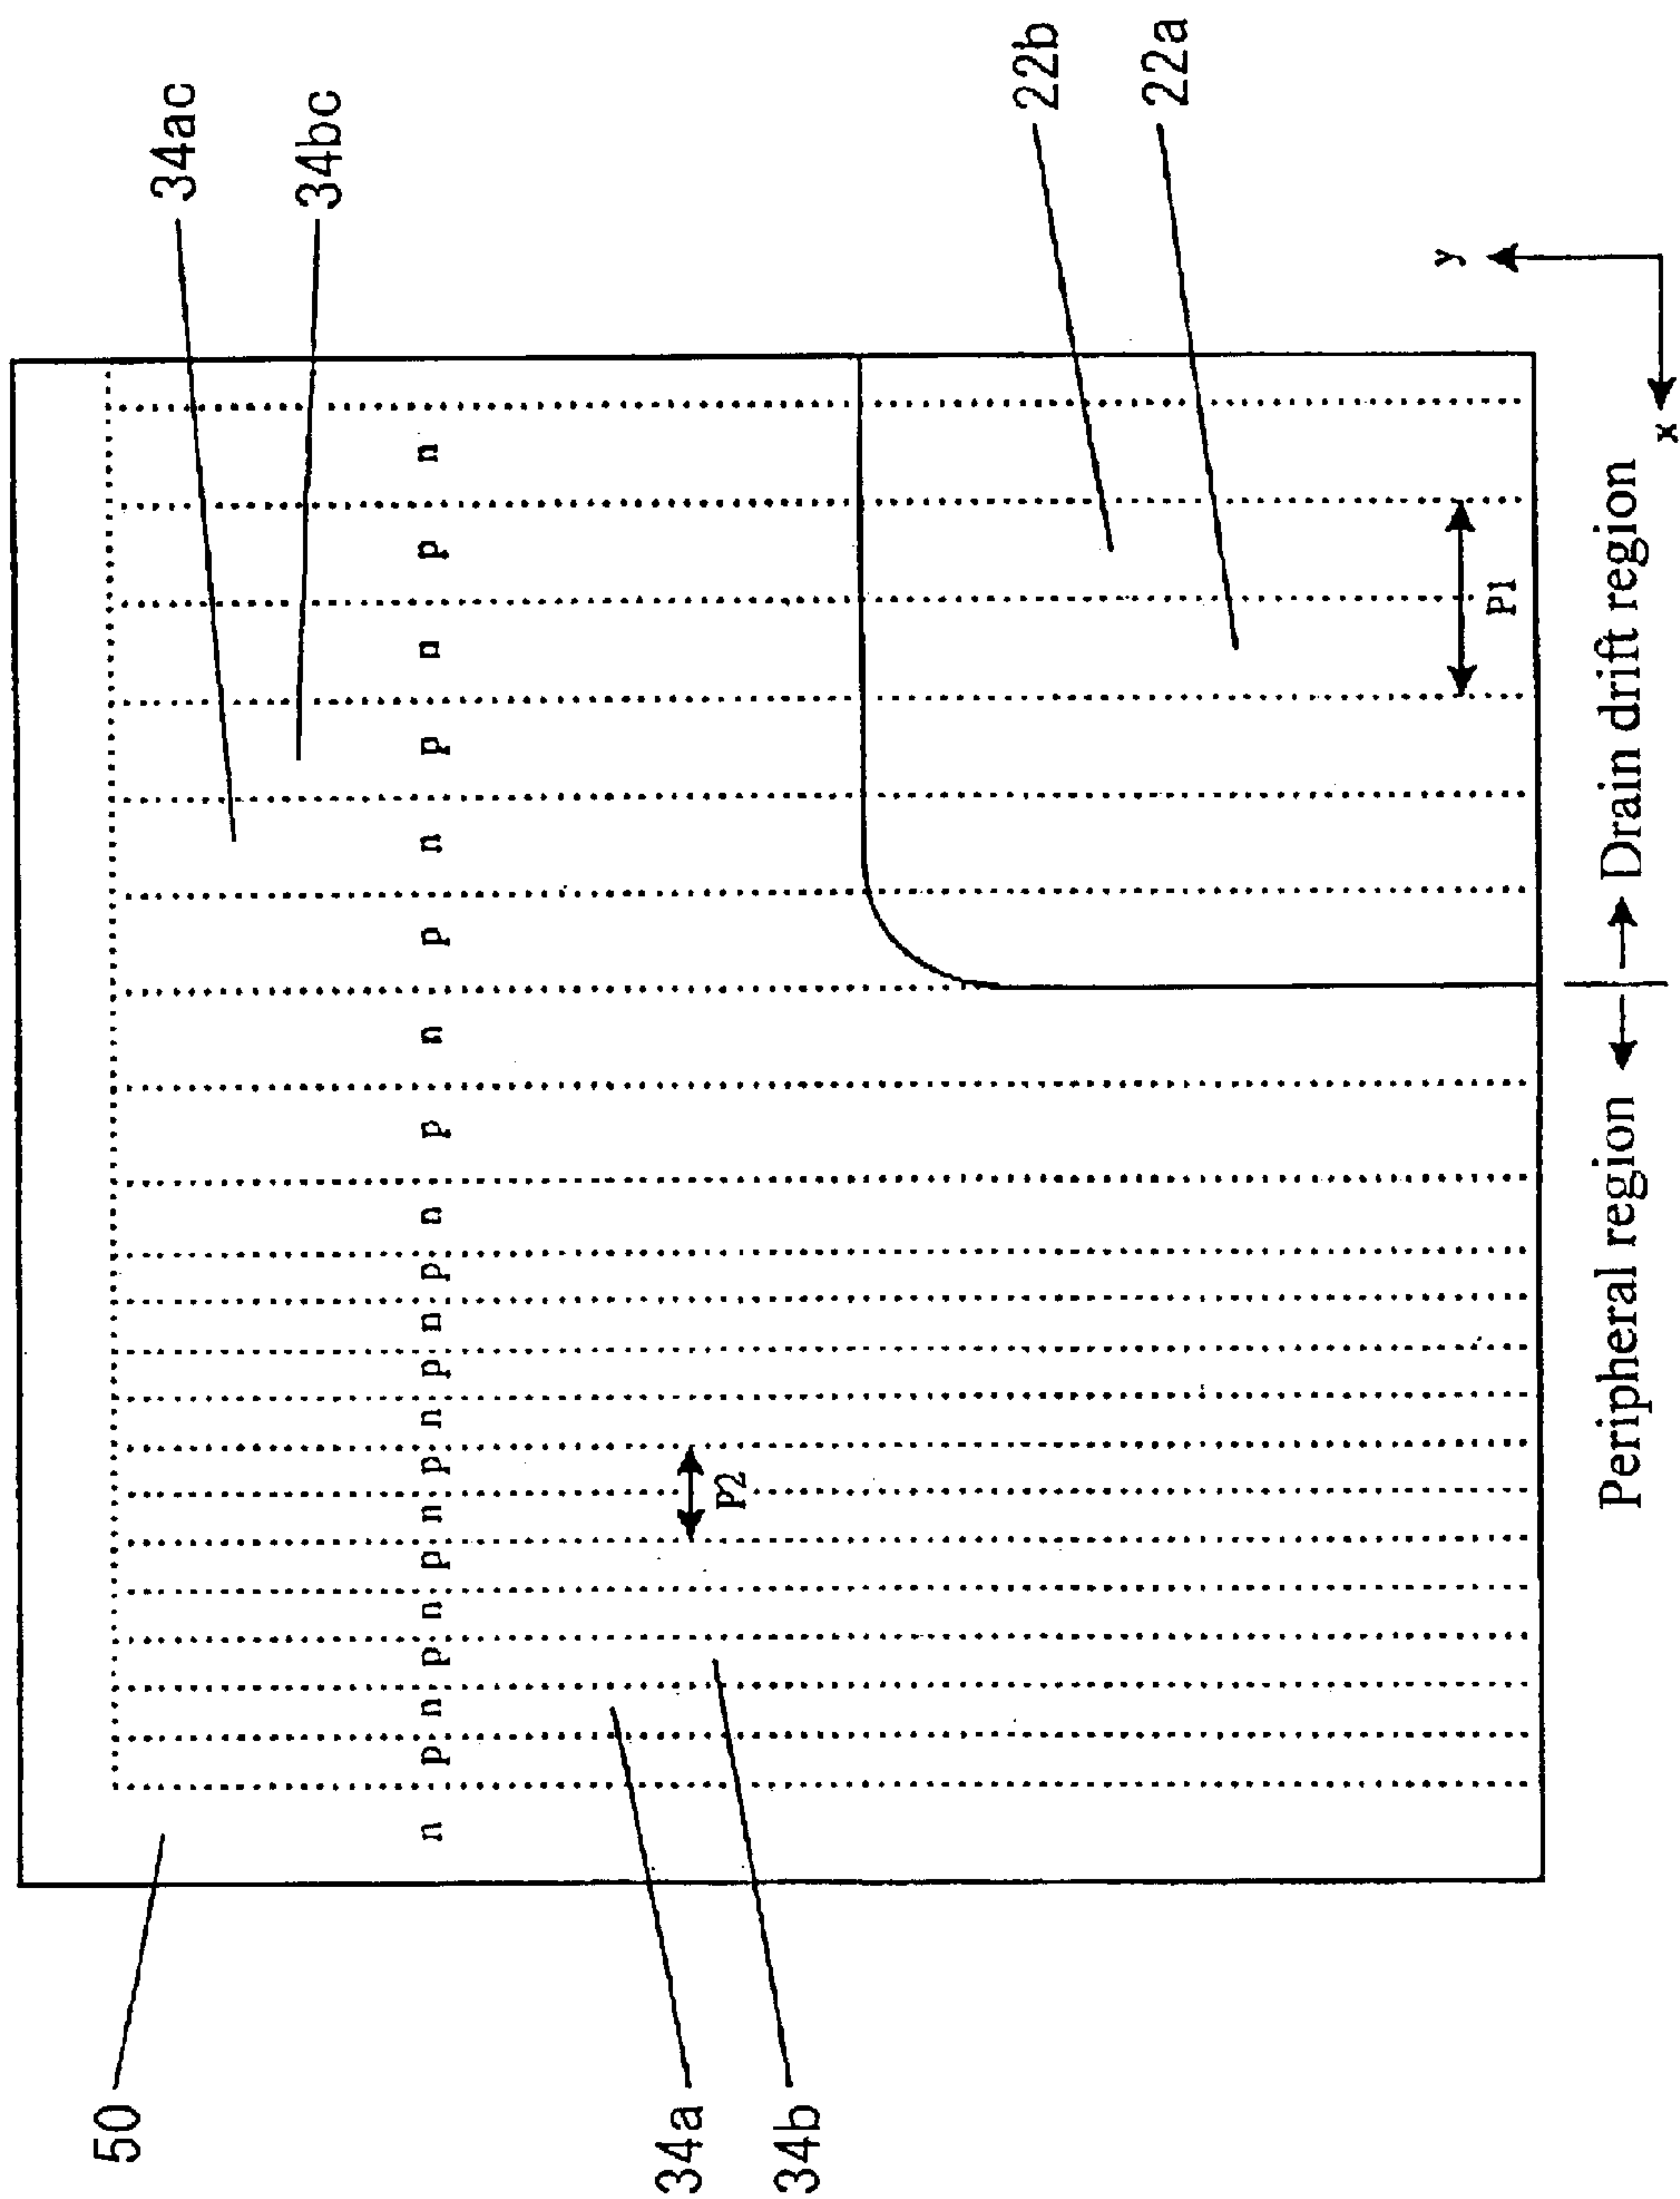 50
34ac
34bc
n p n p n p n p n p n p n p n p n p n p n
34a
P2
34b
22b
22a
y
P1
x
Peripheral region
Drain drift region